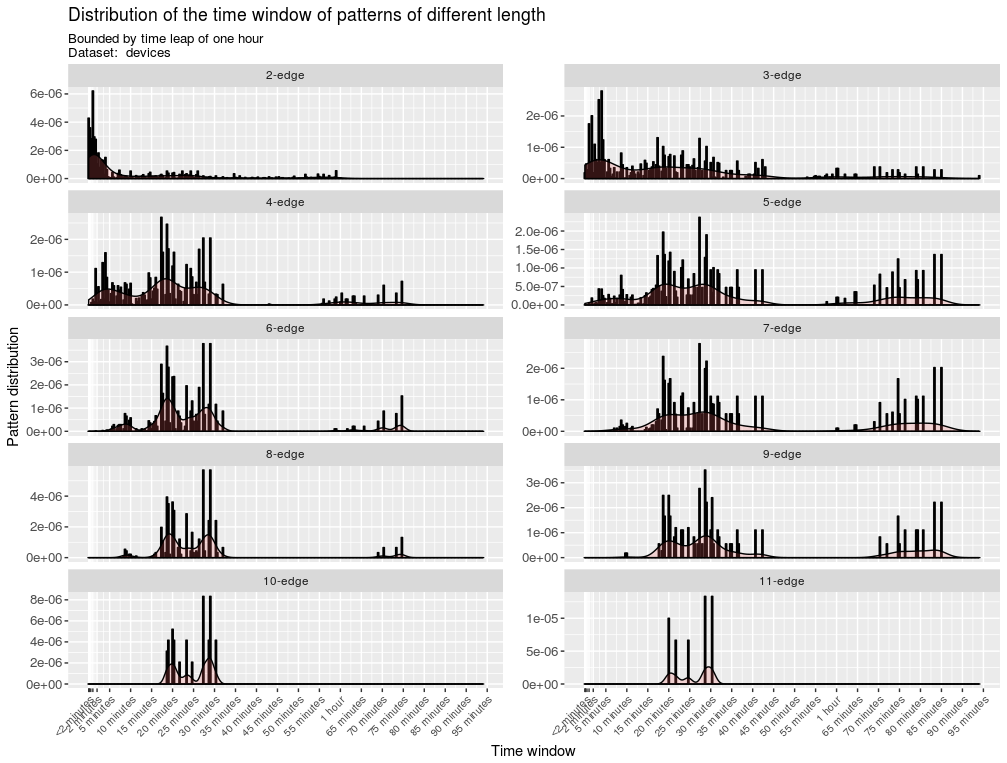 Distribution of the time window of patterns of different length
Bounded by time leap of one hour
Dataset:  devices
2-edge
3-edge
6e-06
4e-06
2e-06
0e+00
2e-06
1e-06
0e+00
4-edge
5-edge
2e-06
1e-06
0e+00
2.0e-06
1.5e-06
1.0e-06
5.0e-07
0.0e+00
6-edge
7-edge
3e-06
2e-06
1e-06
0e+00
2e-06
1e-06
0e+00
8-edge
9-edge
4e-06
2e-06
0e+00
3e-06
2e-06
1e-06
0e+00
10-edge
11-edge
8e-06
6e-06
4e-06
2e-06
0e+00
1e-05
5e-06
0e+00
Pattern distribution
5 minutes
10 minutes
15 minutes
20 minutes
25 minutes
30 minutes
35 minutes
40 minutes
45 minutes
50 minutes
55 minutes
1 hour
65 minutes
70 minutes
75 minutes
80 minutes
85 minutes
90 minutes
95 minutes
5 minutes
10 minutes
15 minutes
20 minutes
25 minutes
30 minutes
35 minutes
40 minutes
45 minutes
50 minutes
55 minutes
1 hour
65 minutes
70 minutes
75 minutes
80 minutes
85 minutes
90 minutes
95 minutes
Time window